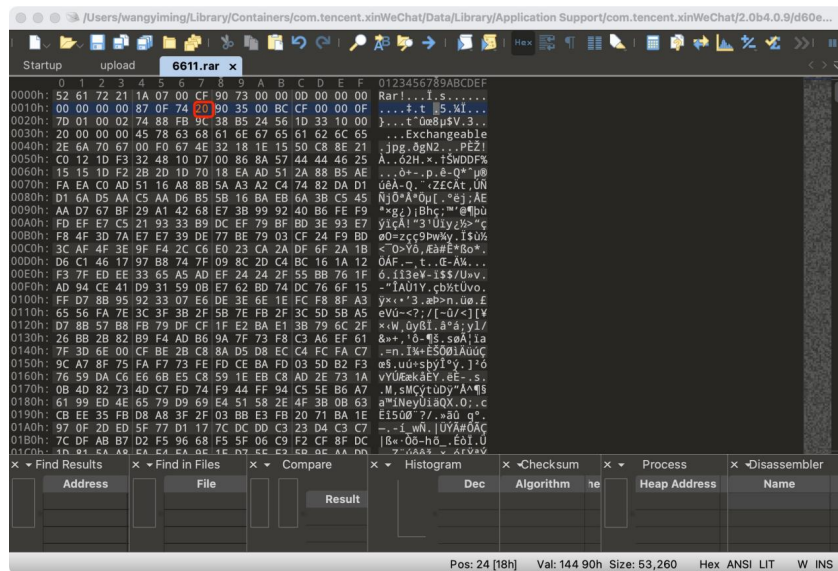 /Users/wangyiming/Library/Containers/com.tencent.xinWeChat/Data/Library/Application Support/com.tencent.xinWeChat/2.0b4.0.9/d60e...
Hex
Startup upload 6611.rar ×
0 1 2 3 4 5 6 7 8 9 A B C D E F 0123456789ABCDEF
0000h: 52 61 72 21 1A 07 00 CF 90 73 00 00 0D 00 00 00 Rar!...Ï.s......
0010h: 00 00 00 00 87 0F 74 20 90 35 00 BC CF 00 00 0F ....‡.t .5.¼Ï...
0020h: 7D 01 00 02 74 88 FB 9C 38 B5 24 56 1D 33 10 00 }...tˆûœ8µ$V.3..
0030h: 20 00 00 00 45 78 63 68 61 6E 67 65 61 62 6C 65 ...Exchangeable
0040h: 2E 6A 70 67 00 F0 67 4E 32 18 1E 15 50 C8 8E 21 .jpg.ðgN2...PÈŽ!
0050h: C0 12 1D F3 32 48 10 D7 00 86 8A 57 44 44 46 25 À..ó2H.×.†ŠWDDF%
0060h: 15 15 1D F2 2B 2D 1D 70 18 EA AD 51 2A 88 B5 AE
0070h: FA EA C0 AD 51 16 A8 8B 5A A3 A2 C4 74 82 DA D1
0080h: D1 6A D5 AA C5 AA D6 B5 5B 16 BA EB 6A 3B C4 45
0090h: AA D7 67 BF 29 A1 42 68 E7 3B 99 92 40 B6 FE F9
00A0h: FD EF E7 C5 21 93 33 B9 DC EF 79 BF BD 3E 93 E7
00B0h: F8 4F 3D 7A E7 E7 39 DE 77 BE 79 03 CF 24 F9 BD
00C0h: 3C AF 4F 3E 9F F4 2C C6 E0 23 CA 2A DF 6F 2A 1B
00D0h: D6 C1 46 17 97 B8 74 7F 09 8C 2D C4 BC 16 1A 12
00E0h: F3 7F ED EE 33 65 A5 AD EF 24 24 2F 55 BB 76 1F
00F0h: AD 94 CE 41 D9 31 59 0B E7 62 BD 74 DC 76 6F 15
0100h: FF D7 8B 95 92 33 07 E6 DE 3E 6E 1E FC F8 8F A3
0110h: 65 56 FA 7E 3C 3F 3B 2F 5B 7E FB 2F 3C 5D 5B A5
0120h: D7 8B 57 B8 FB 79 DF CF 1F E2 BA E1 3B 79 6C 2F
0130h: 26 BB 2B 82 B9 F4 AD B6 9A 7F 73 F8 C3 A6 EF 61
0140h: 7F 3D 6E 00 CF BE 2B C8 8A D5 D8 EC C4 FC FA C7
0150h: 9C A7 8F 75 FA F7 73 FE FD CE BA FD 03 5D B2 F3
0160h: 76 59 DA C6 E6 6B E5 C8 59 1E EB C8 AD 2E 73 1A
0170h: 0B 4D 82 73 4D C7 FD 74 F9 44 FF 94 C5 5E B6 A7
0180h: 61 99 ED 4E 65 79 D9 69 E4 51 58 2E 4F 3B 0B 63
0190h: CB EE 35 FB D8 A8 3F 2F 03 BB E3 FB 20 71 BA 1E
01A0h: 97 0F 2D ED 5F 77 D1 17 7C DC DD C3 23 D4 C3 C7
01B0h: 7C DF AB B7 D2 F5 96 68 F5 5F 06 C9 F2 CF 8F DC
× Find Results × Find in Files × Compare × Histogram × Checksum × Process × Disassembler
Address File Result Dec Algorithm Heap Address Name
Pos: 24 [18h] Val: 144 90h Size: 53,260 Hex ANSI LIT W INS